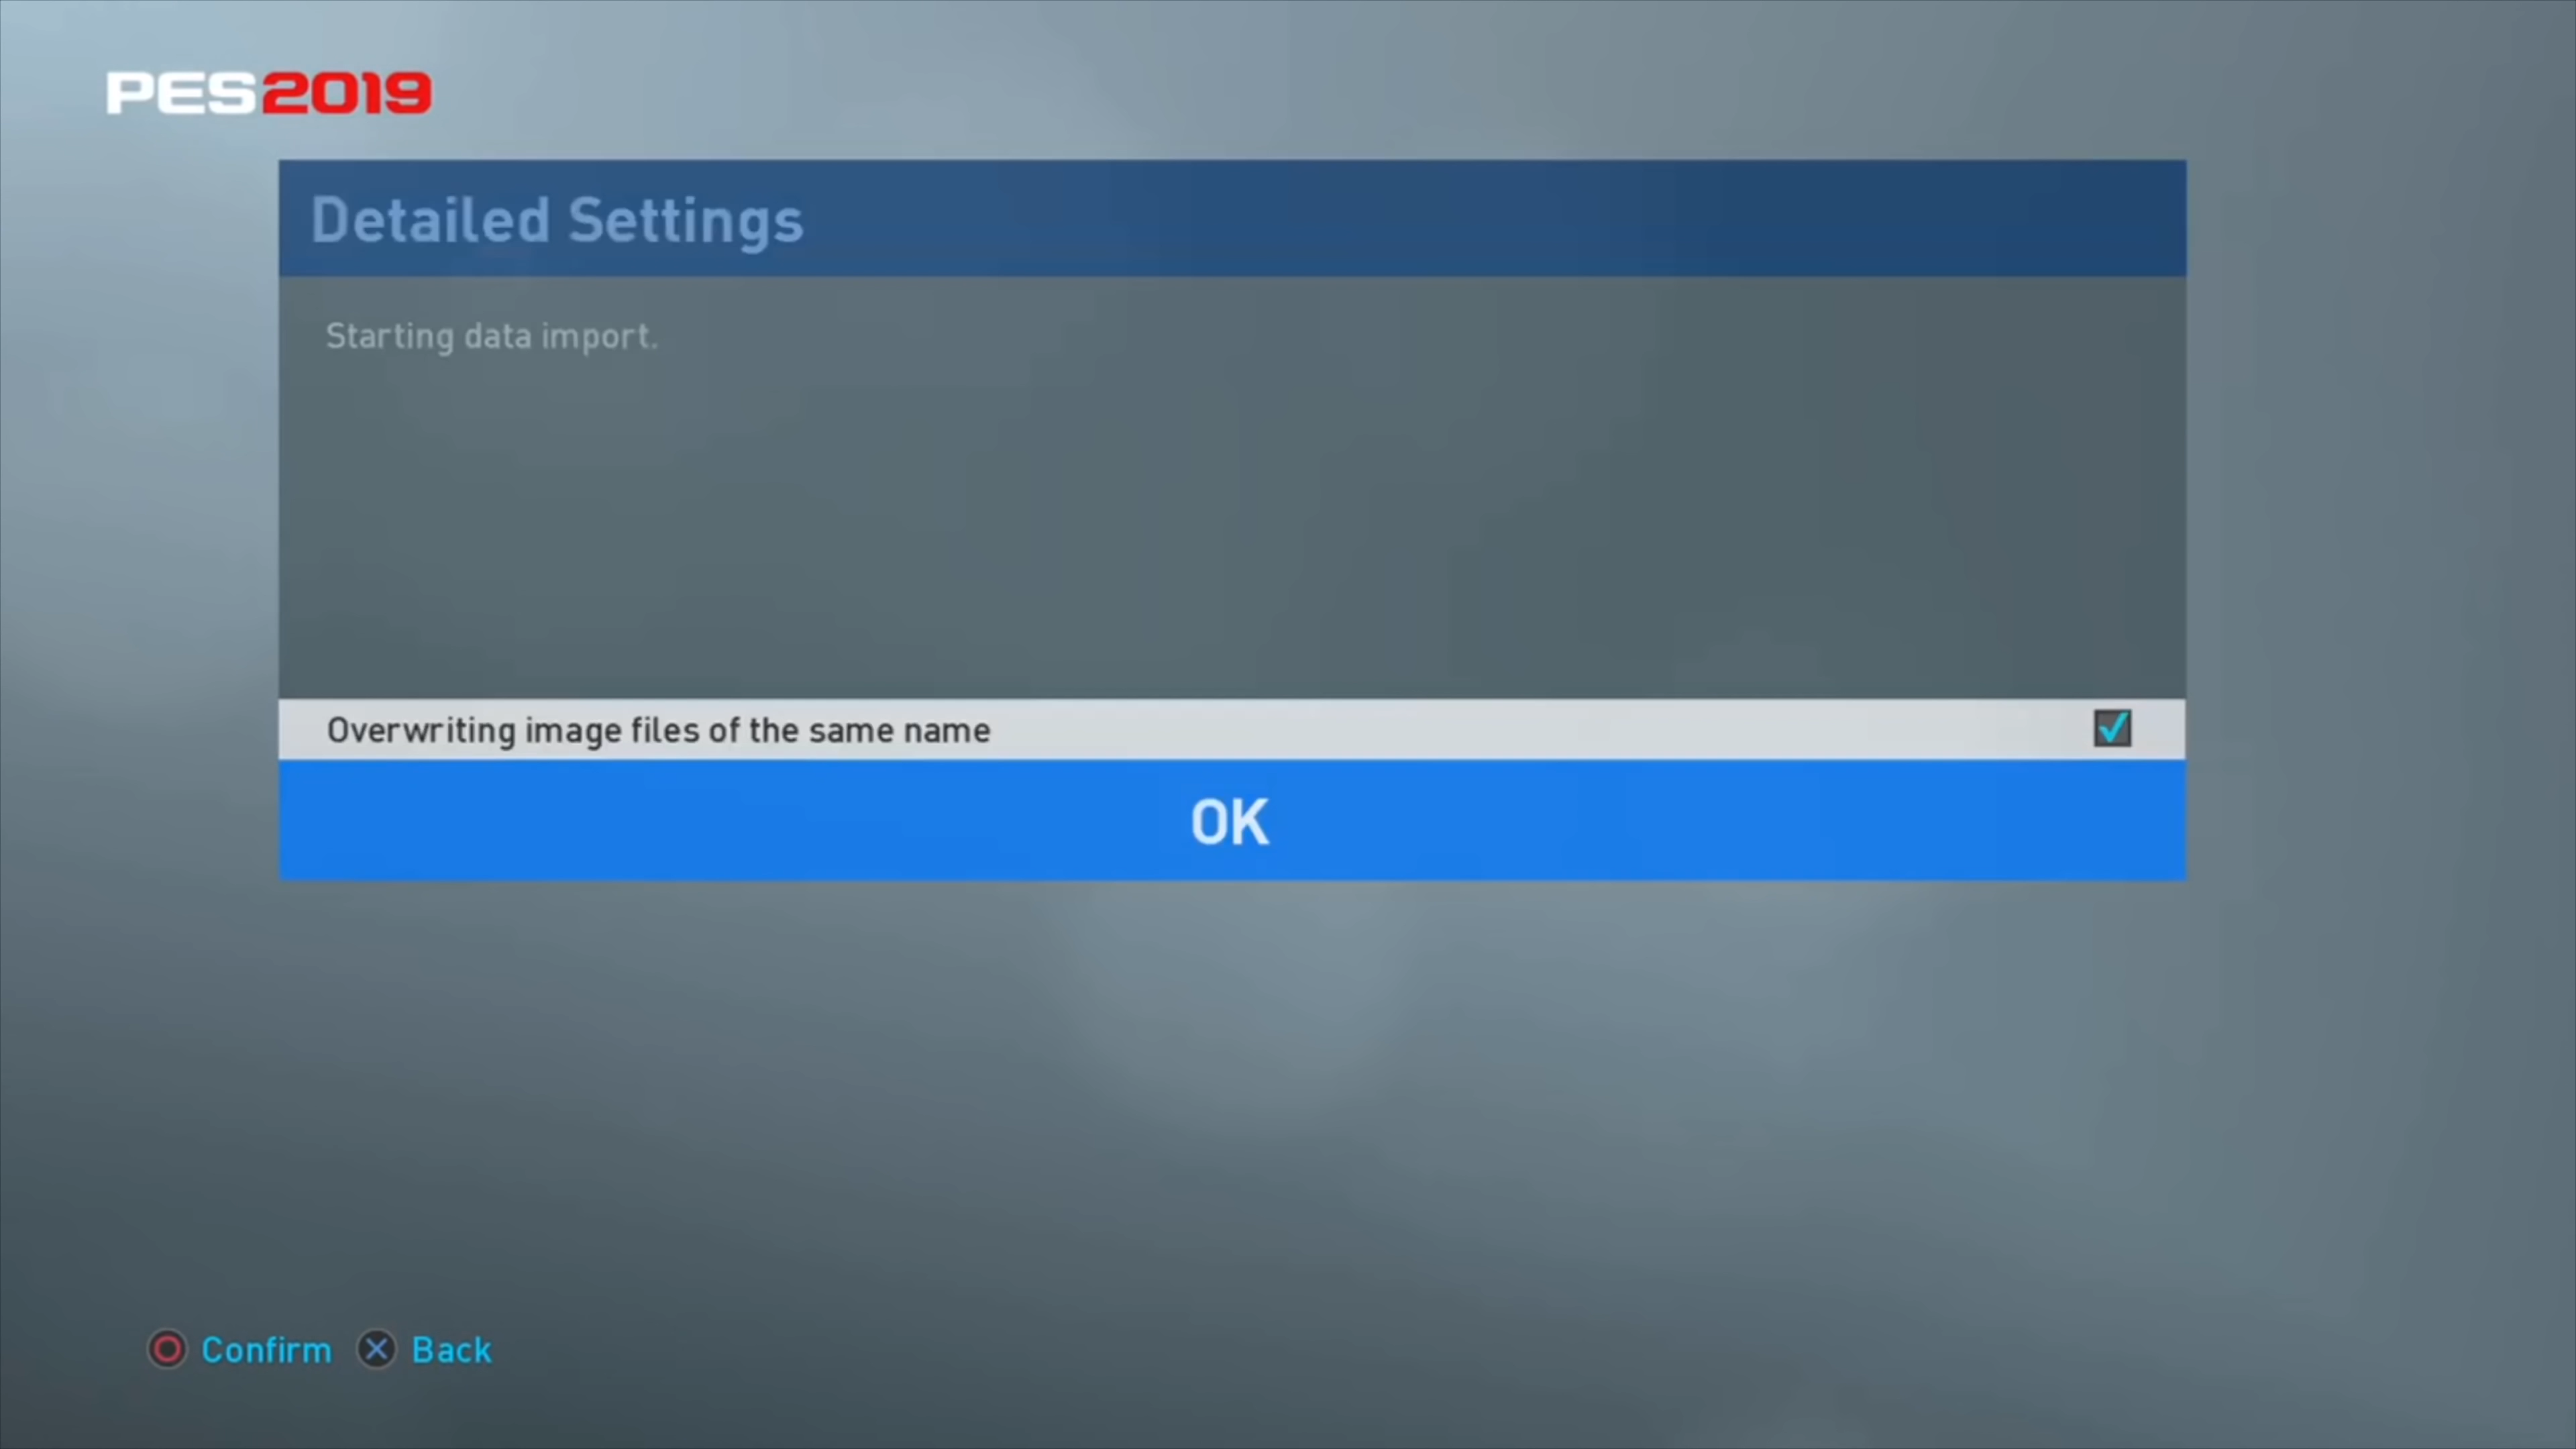 PES2019
Detailed Settings
Starting data import.
Overwriting image files of the same name
OK
Confirm Back